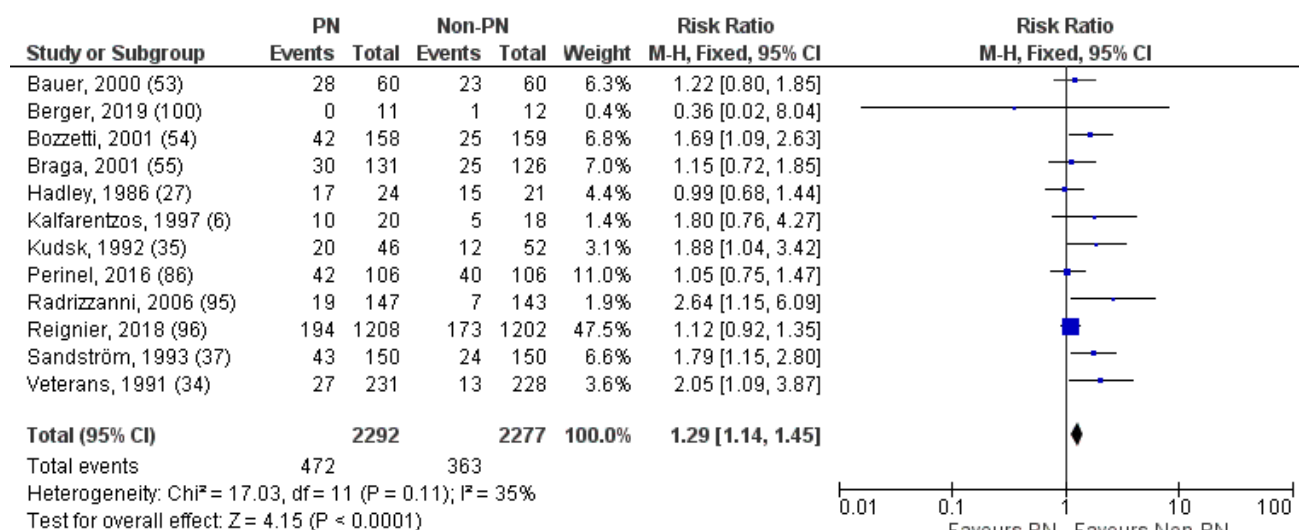 PN Non-PN Risk Ratio Risk Ratio
Study or Subgroup Events Total Events Total Weight M-H, Fixed, 95% CI M-H, Fixed, 95% CI
Bauer, 2000 (53) 28 60 23 60 6.3% 1.22 [0.80, 1.85]
Berger, 2019 (100) 0 11 1 12 0.4% 0.36 [0.02, 8.04]
Bozzetti, 2001 (54) 42 158 25 159 6.8% 1.69 [1.09, 2.63]
Braga, 2001 (55) 30 131 25 126 7.0% 1.15 [0.72, 1.85]
Hadley, 1986 (27) 17 24 15 21 4.4% 0.99 [0.68, 1.44]
Kalfarentzos, 1997 (6) 10 20 5 18 1.4% 1.80 [0.76, 4.27]
Kudsk, 1992 (35) 20 46 12 52 3.1% 1.88 [1.04, 3.42]
Perinel, 2016 (86) 42 106 40 106 11.0% 1.05 [0.75, 1.47]
Radrizzanni, 2006 (95) 19 147 7 143 1.9% 2.64 [1.15, 6.09]
Reignier, 2018 (96) 194 1208 173 1202 47.5% 1.12 [0.92, 1.35]
Sandström, 1993 (37) 43 150 24 150 6.6% 1.79 [1.15, 2.80]
Veterans, 1991 (34) 27 231 13 228 3.6% 2.05 [1.09, 3.87]
Total (95% CI) 2292 2277 100.0% 1.29 [1.14, 1.45]
Total events 472 363
Heterogeneity: Chi² = 17.03, df = 11 (P = 0.11); I² = 35%
Test for overall effect: Z = 4.15 (P < 0.0001)
0.01 0.1 1 10 100
Favours PN Favours Non-PN